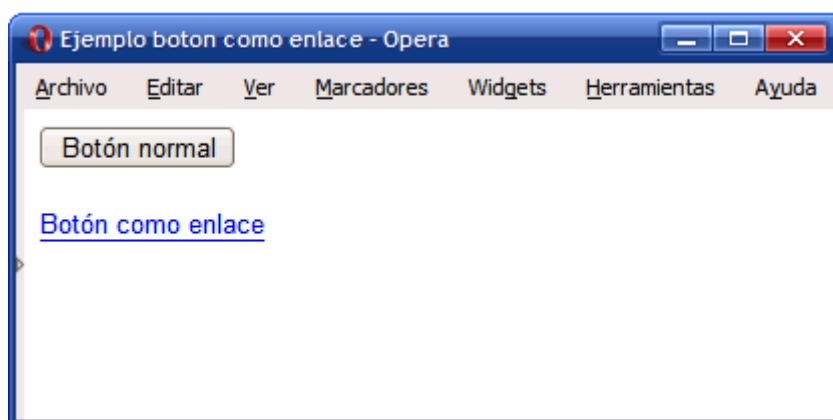 Ejemplo boton como enlace - Opera
Archivo Editar Ver Marcadores Widgets Herramientas Ayuda
Botón normal
Botón como enlace